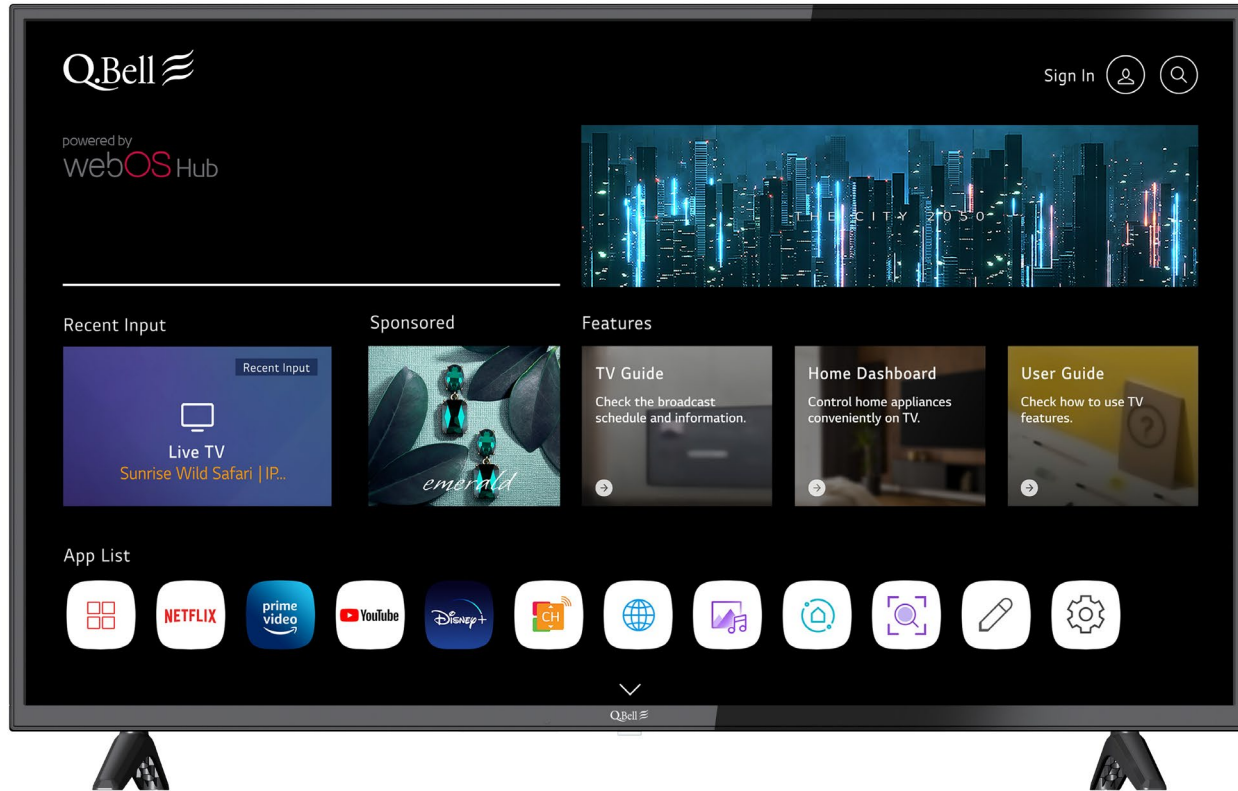 Q.Bell
Sign In
powered by
webOS Hub
THE CITY 2050
Recent Input
Sponsored
Features
Recent Input
Live TV
Sunrise Wild Safari | IP...
emerald
TV Guide
Check the broadcast
schedule and information.
Home Dashboard
Control home appliances
conveniently on TV.
User Guide
Check how to use TV
features.
?
App List
NETFLIX
prime
video
YouTube
Disney+
CH
Q.Bell